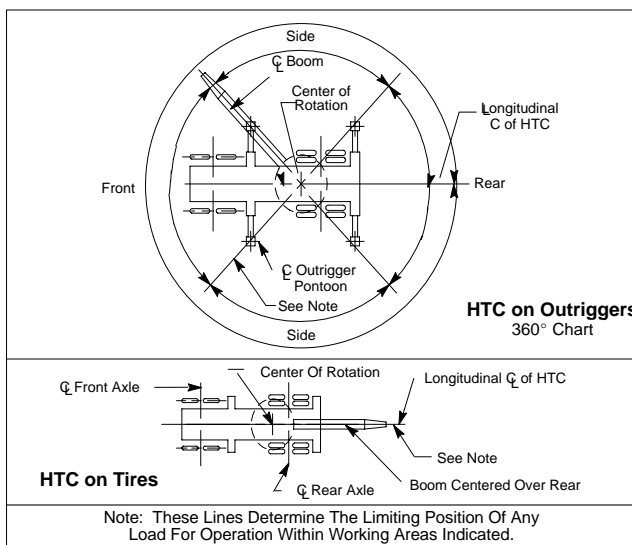 Side
℄ Boom
Center of
Rotation
Longitudinal
℄ of HTC
Front
Rear
℄ Outrigger
Pontoon
See Note
HTC on Outriggers
360° Chart
Side
℄ Front Axle
Center Of Rotation
Longitudinal ℄ of HTC
See Note
HTC on Tires
℄ Rear Axle
Boom Centered Over Rear
Note: These Lines Determine The Limiting Position Of Any
Load For Operation Within Working Areas Indicated.